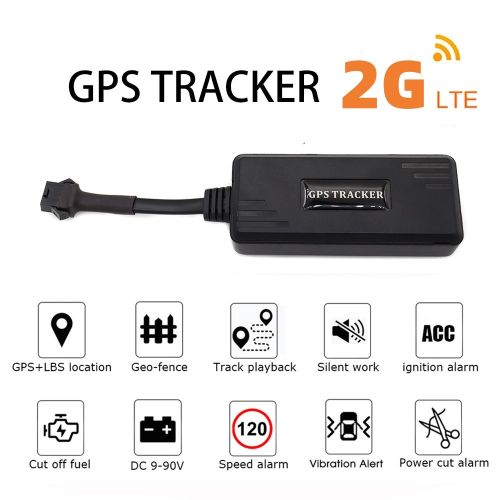 GPS TRACKER 2G LTE
GPS TRACKER
GPS+LBS location Geo-fence Track playback Silent work ACC ignition alarm
Cut off fuel DC 9-90V 120 Speed alarm Vibration Alert Power cut alarm